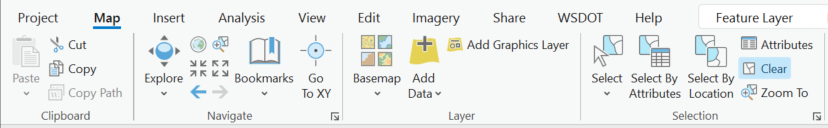 Project Map Insert Analysis View Edit Imagery Share WSDOT Help Feature Layer
Paste
Cut
Copy
Copy Path
Clipboard
Explore
Bookmarks
Go
To XY
Navigate
Basemap
Add
Data
Add Graphics Layer
Layer
Select
Select By
Attributes
Select By
Location
Attributes
Clear
Zoom To
Selection